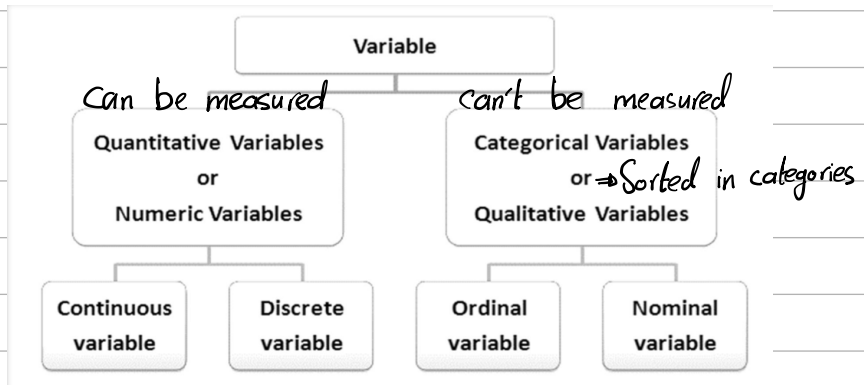 Variable
Can be measured
can't be measured
Quantitative Variables
or
Numeric Variables
Categorical Variables
or ⇒ Sorted in categories
Qualitative Variables
Continuous
variable
Discrete
variable
Ordinal
variable
Nominal
variable